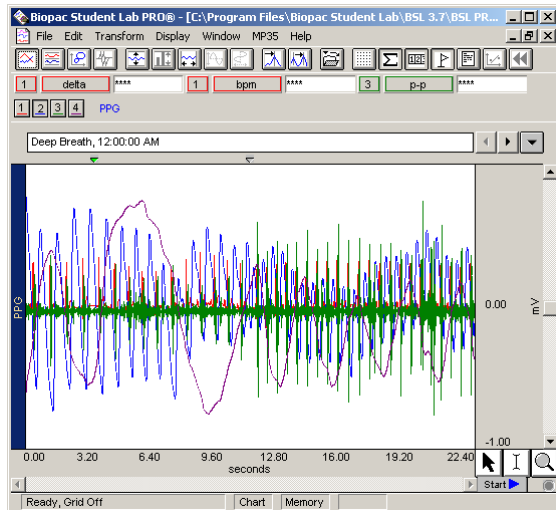 Biopac Student Lab PRO® - [C:\Program Files\Biopac Student Lab\BSL 3.7\BSL PR...
File Edit Transform Display Window MP35 Help
1 delta **** 1 bpm **** 3 p-p ****
1 2 3 4 PPG
Deep Breath, 12:00:00 AM
PPG
0.00
mV
-1.00
0.00 3.20 6.40 9.60 12.80 16.00 19.20 22.40
seconds
Start
Ready, Grid Off Chart Memory